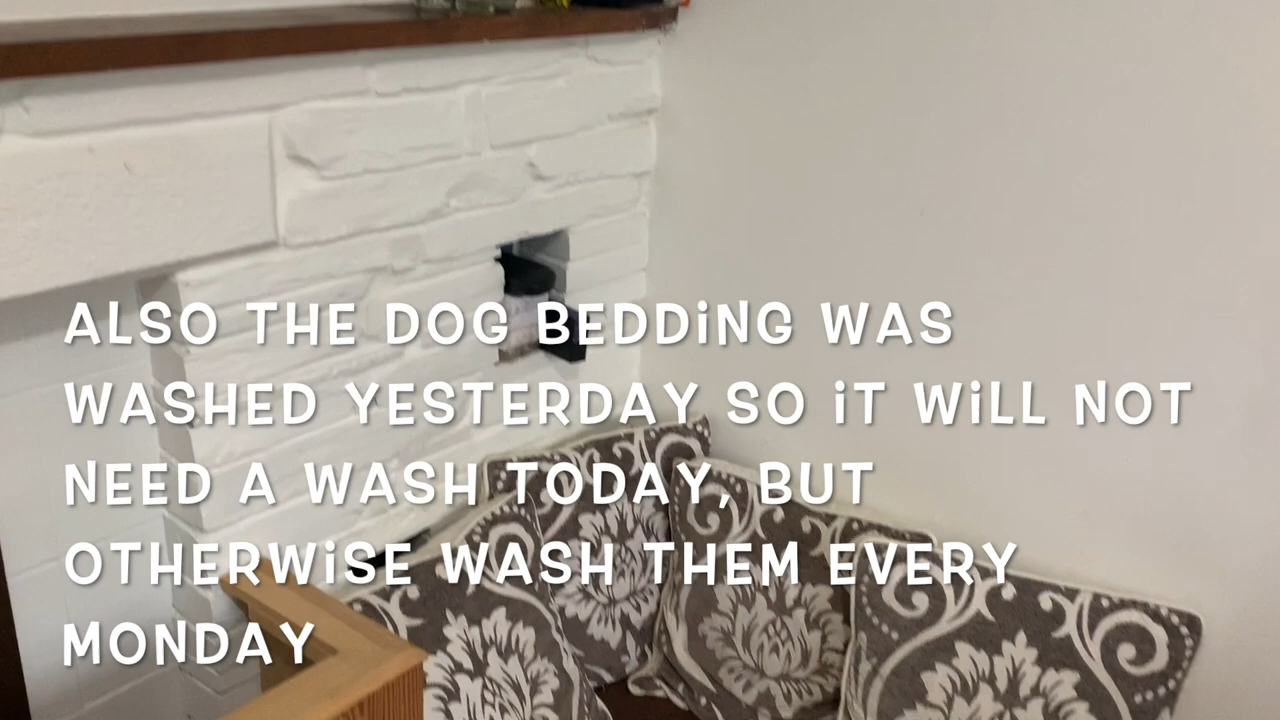 ALSO THE DOG BEDDiNG WAS
WASHED YESTERDAY SO iT WiLL NOT
NEED A WASH TODAY, BUT
OTHERWiSE WASH THEM EVERY
MONDAY